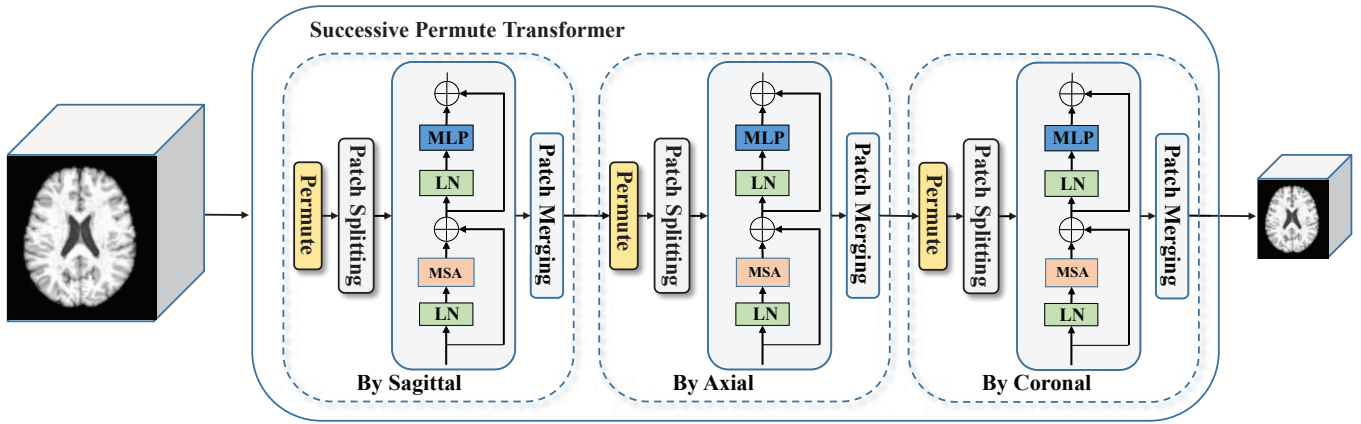 Successive Permute Transformer
Permute
Patch Splitting
MLP
LN
MSA
LN
Patch Merging
By Sagittal
Permute
Patch Splitting
MLP
LN
MSA
LN
Patch Merging
By Axial
Permute
Patch Splitting
MLP
LN
MSA
LN
Patch Merging
By Coronal